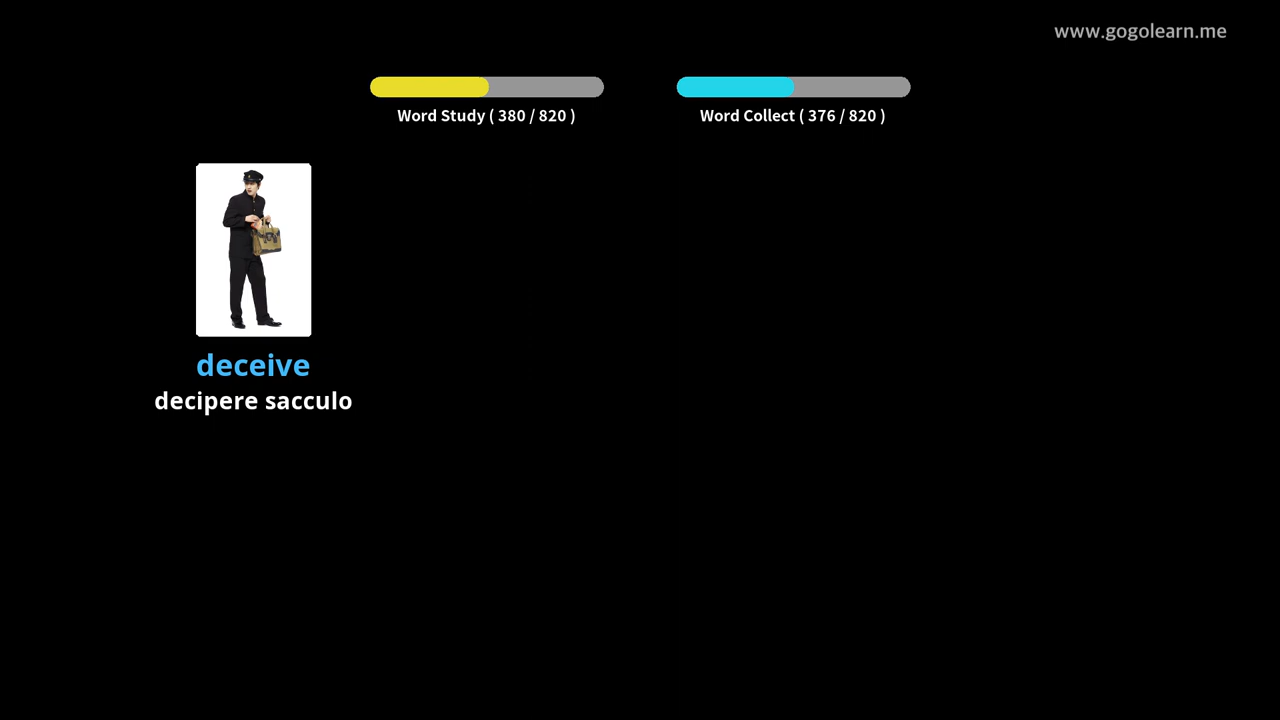 www.gogolearn.me
Word Study ( 380 / 820 )
Word Collect ( 376 / 820 )
deceive
decipere sacculo